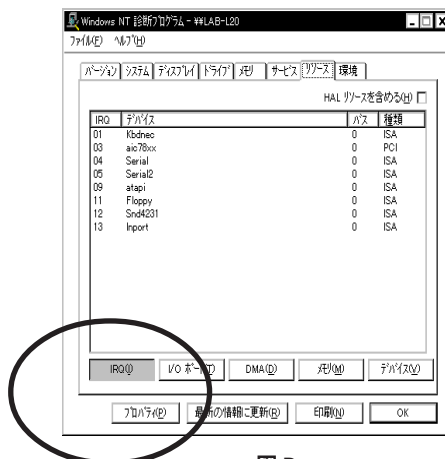 Windows NT 診断プログラム - ¥¥LAB-L20
ファイル(F) ヘルプ(H)
バージョン システム ディスプレイ ドライブ メモリ サービス リソース 環境
HAL リソースを含める(H)
IRQ デバイス バス 種類
01 Kbdnec 0 ISA
03 aic78xx 0 PCI
04 Serial 0 ISA
05 Serial2 0 ISA
09 atapi 0 ISA
11 Floppy 0 ISA
12 Snd4231 0 ISA
13 Inport 0 ISA
IRQ(I) I/O ポート(T) DMA(D) メモリ(M) デバイス(V)
プロパティ(P) 最新の情報に更新(R) 印刷(N) OK